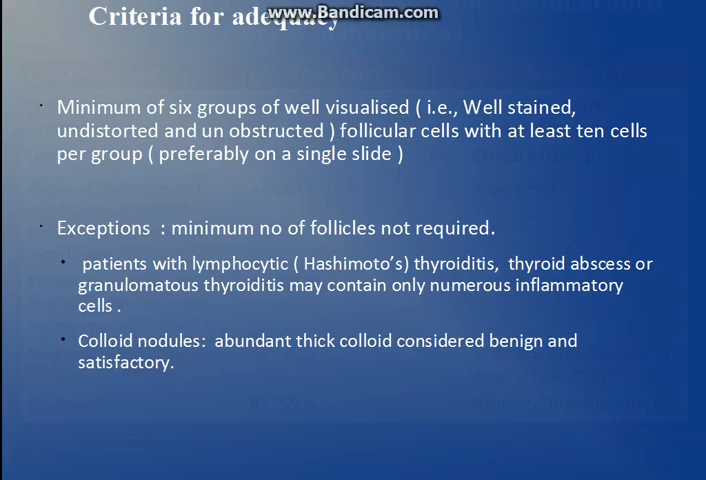 Criteria for adequacy
www.Bandicam.com
· Minimum of six groups of well visualised ( i.e., Well stained,
undistorted and un obstructed ) follicular cells with at least ten cells
per group ( preferably on a single slide )
· Exceptions : minimum no of follicles not required.
• patients with lymphocytic ( Hashimoto’s) thyroiditis, thyroid abscess or
granulomatous thyroiditis may contain only numerous inflammatory
cells .
• Colloid nodules: abundant thick colloid considered benign and
satisfactory.